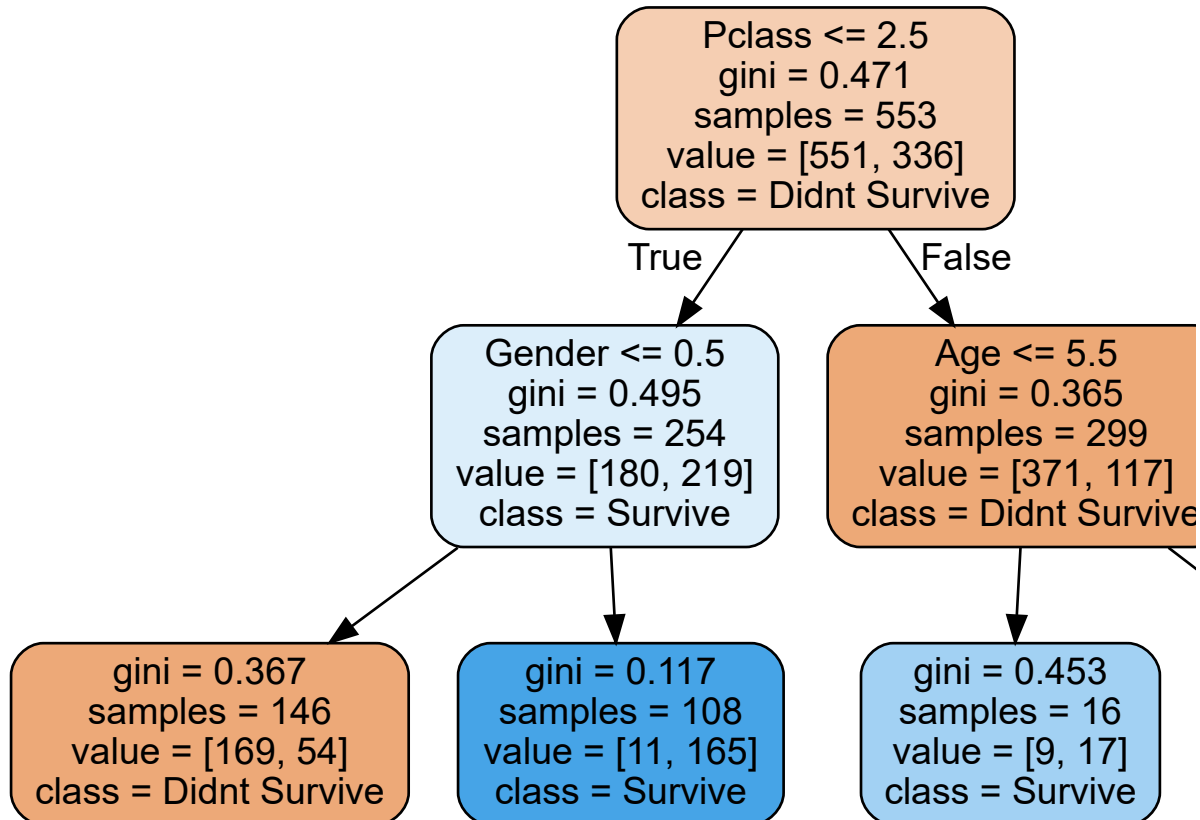 Pclass <= 2.5
gini = 0.471
samples = 553
value = [551, 336]
class = Didnt Survive
True
False
Gender <= 0.5
gini = 0.495
samples = 254
value = [180, 219]
class = Survive
Age <= 5.5
gini = 0.365
samples = 299
value = [371, 117]
class = Didnt Survive
gini = 0.367
samples = 146
value = [169, 54]
class = Didnt Survive
gini = 0.117
samples = 108
value = [11, 165]
class = Survive
gini = 0.453
samples = 16
value = [9, 17]
class = Survive